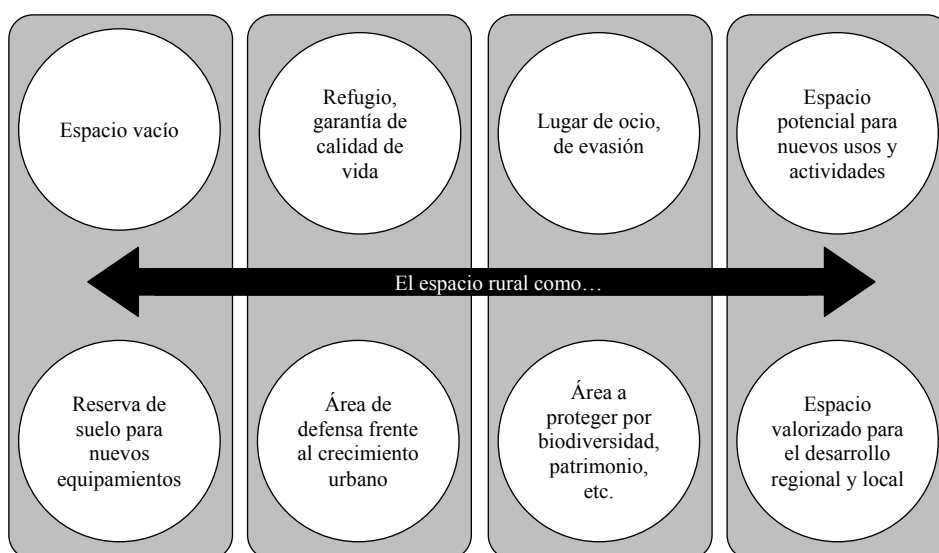 Espacio vacío
Refugio,
garantía de
calidad de
vida
Lugar de ocio,
de evasión
Espacio
potencial para
nuevos usos y
actividades
El espacio rural como…
Reserva de
suelo para
nuevos
equipamientos
Área de
defensa frente
al crecimiento
urbano
Área a
proteger por
biodiversidad,
patrimonio,
etc.
Espacio
valorizado para
el desarrollo
regional y local